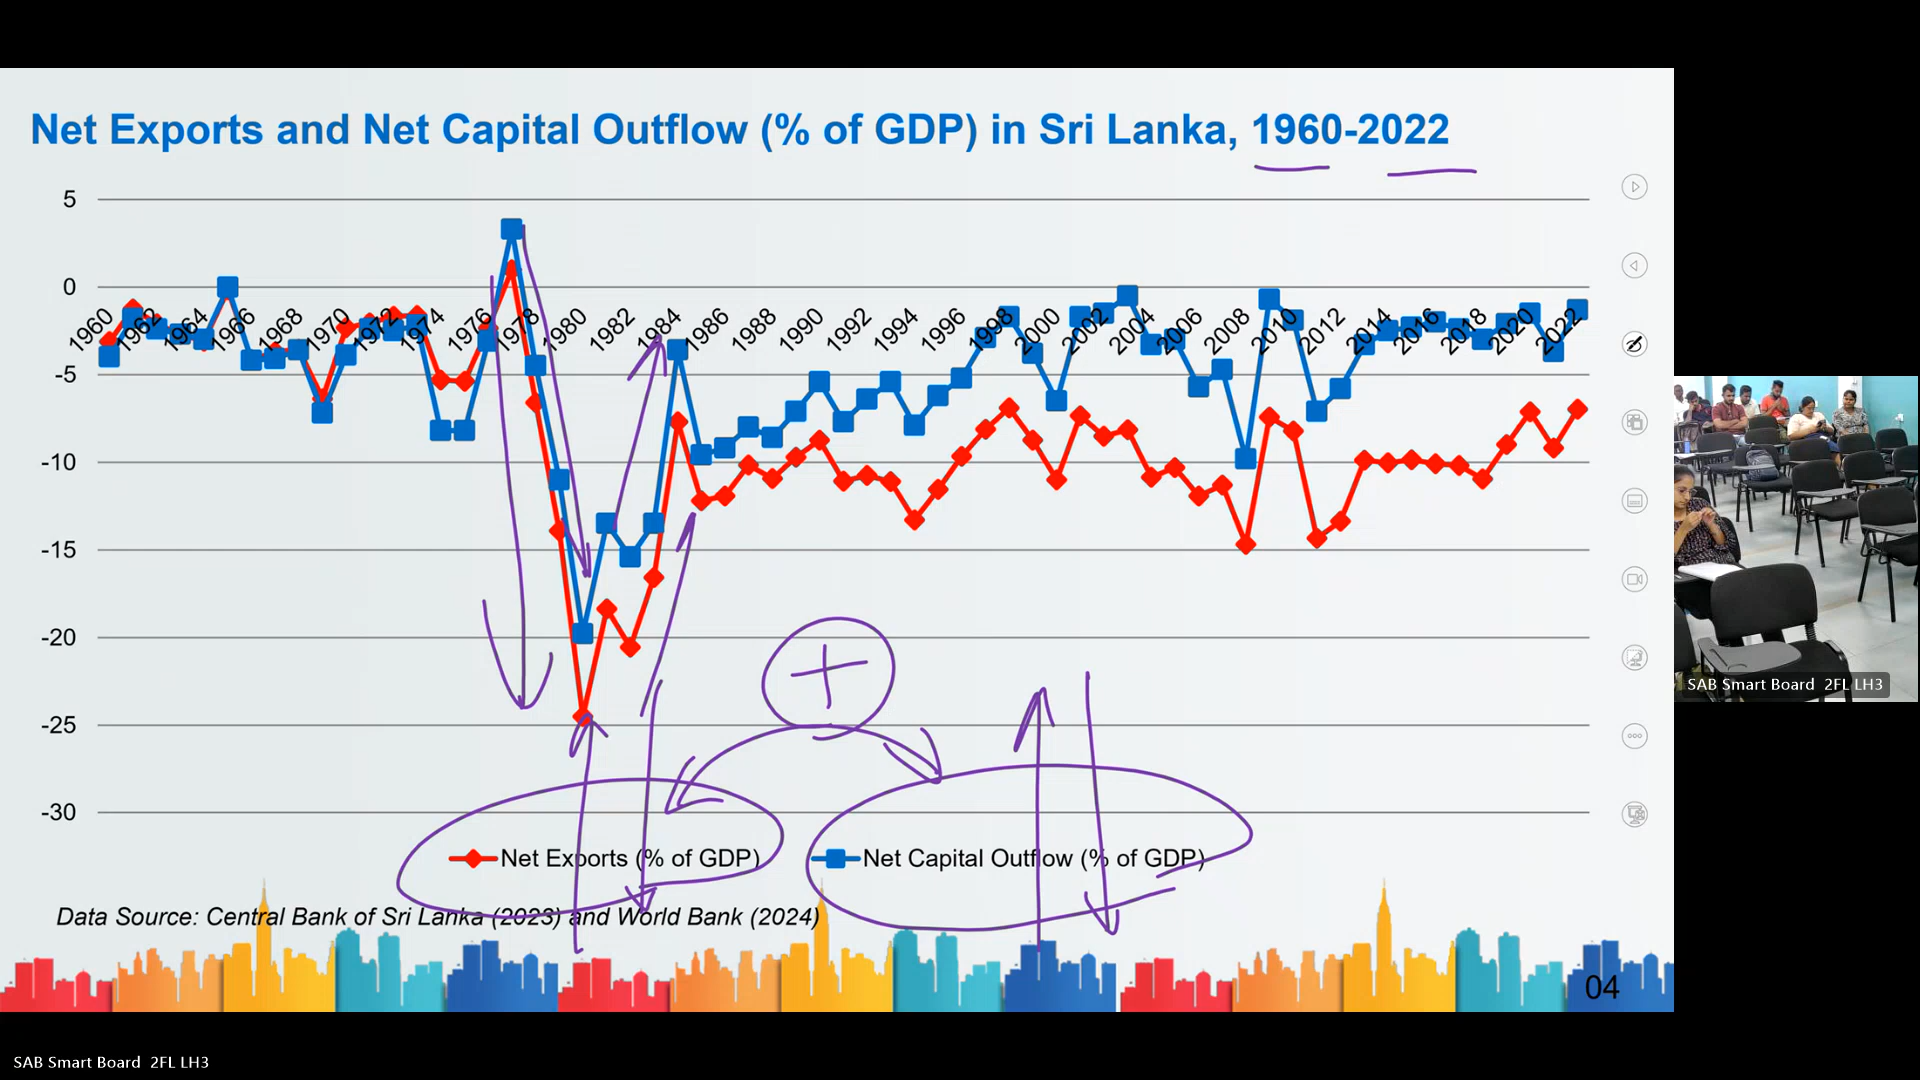 Net Exports and Net Capital Outflow (% of GDP) in Sri Lanka, 1960-2022
5
0
-5
-10
-15
-20
-25
-30
1960 1962 1964 1966 1968 1970 1972 1974 1976 1978 1980 1982 1984 1986 1988 1990 1992 1994 1996 1998 2000 2002 2004 2006 2008 2010 2012 2014 2016 2018 2020 2022
+
Net Exports (% of GDP) Net Capital Outflow (% of GDP)
Data Source: Central Bank of Sri Lanka (2023) and World Bank (2024)
04
SAB Smart Board 2FL LH3
SAB Smart Board 2FL LH3